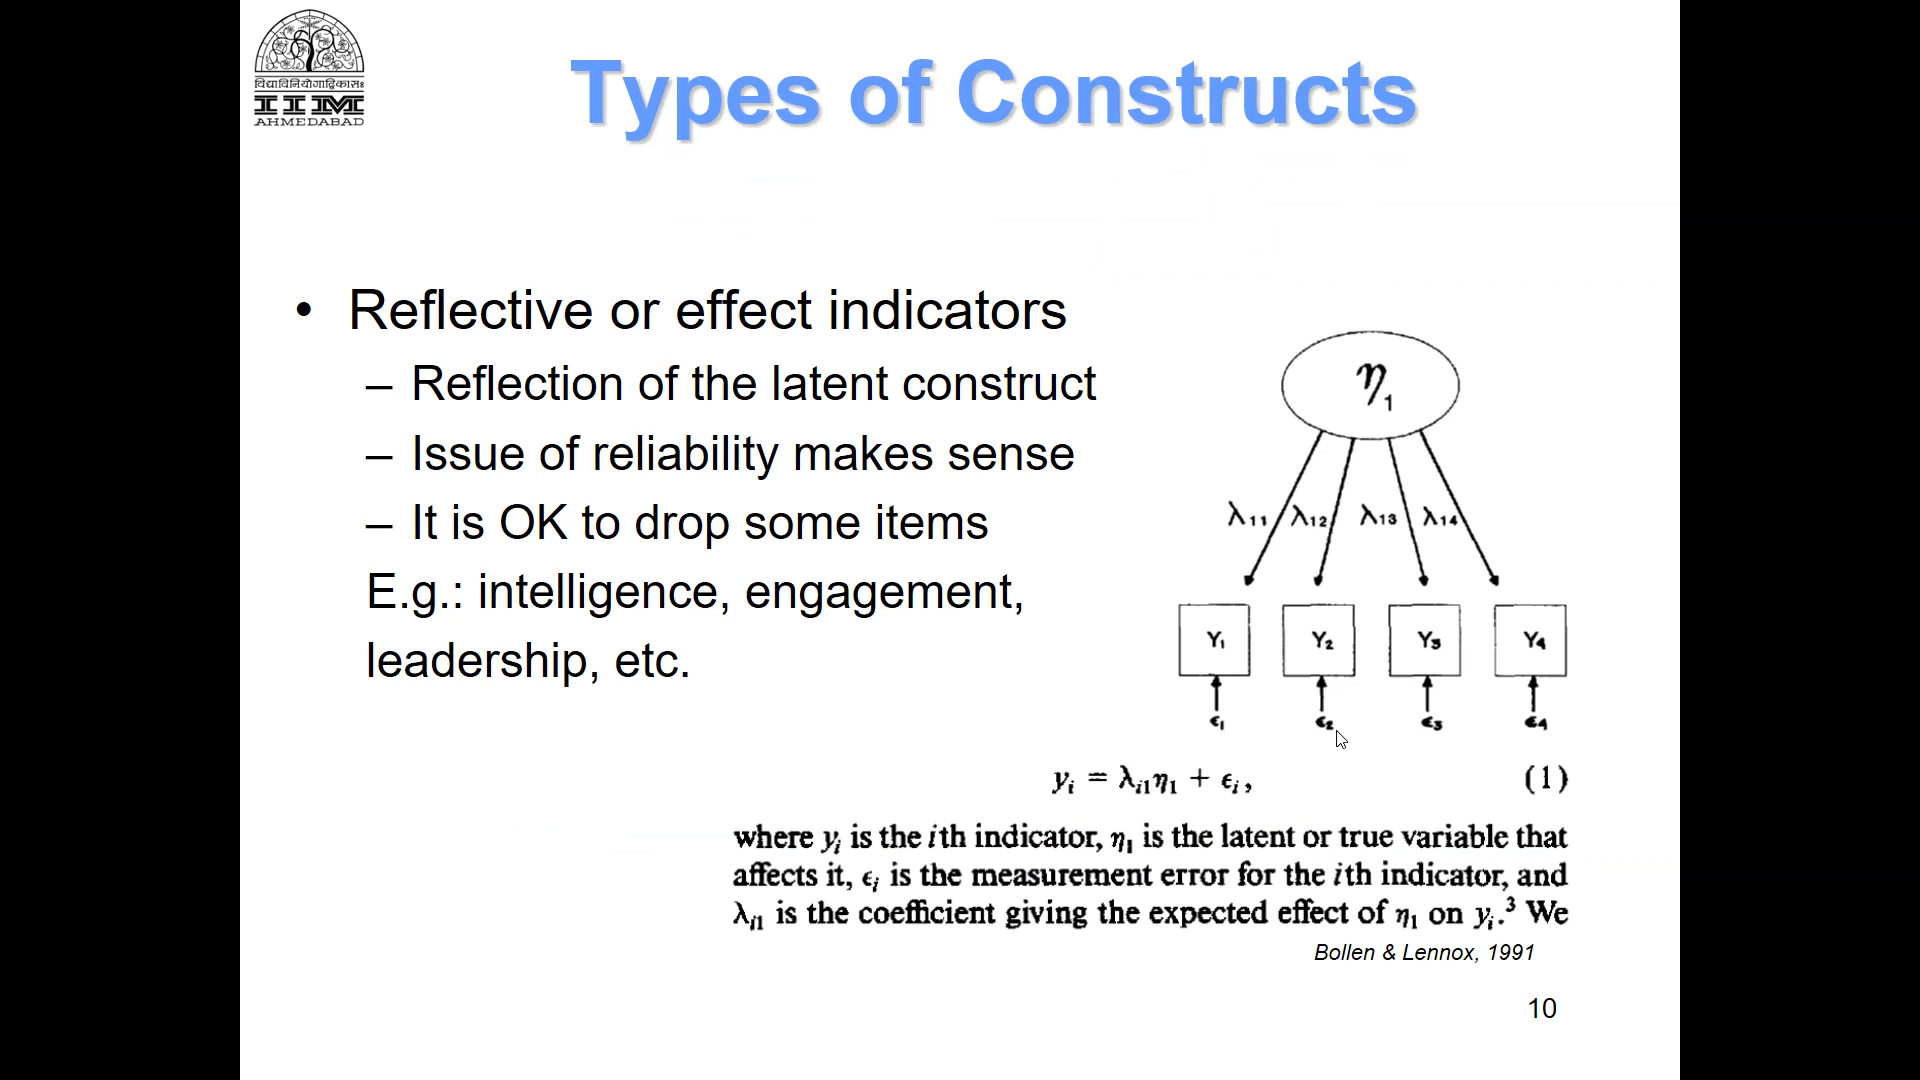 विद्याविनियोगाद्विकासः
IIM
AHMEDABAD
Types of Constructs
• Reflective or effect indicators
– Reflection of the latent construct
– Issue of reliability makes sense
– It is OK to drop some items
E.g.: intelligence, engagement,
leadership, etc.
η₁
λ₁₁ λ₁₂ λ₁₃ λ₁₄
Y₁ Y₂ Y₃ Y₄
ϵ₁ ϵ₂ ϵ₃ ϵ₄
yᵢ = λᵢ₁η₁ + ϵᵢ, (1)
where yᵢ is the ith indicator, η₁ is the latent or true variable that
affects it, ϵᵢ is the measurement error for the ith indicator, and
λᵢ₁ is the coefficient giving the expected effect of η₁ on yᵢ.³ We
Bollen & Lennox, 1991
10